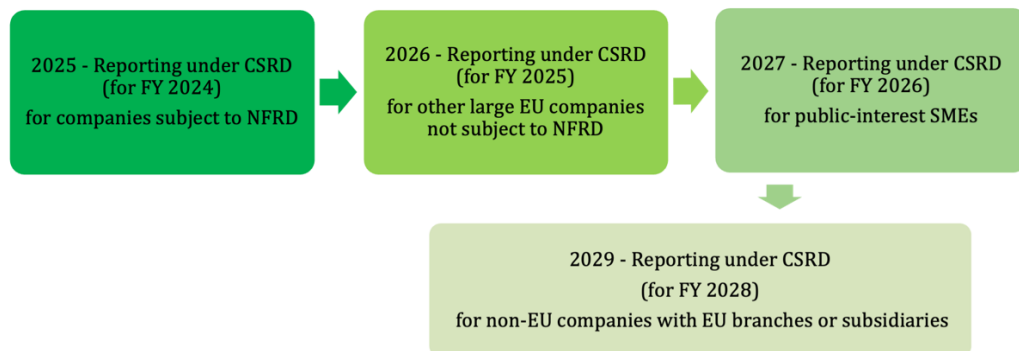 2025 - Reporting under CSRD
(for FY 2024)
for companies subject to NFRD
2026 - Reporting under CSRD
(for FY 2025)
for other large EU companies
not subject to NFRD
2027 - Reporting under CSRD
(for FY 2026)
for public-interest SMEs
2029 - Reporting under CSRD
(for FY 2028)
for non-EU companies with EU branches or subsidiaries